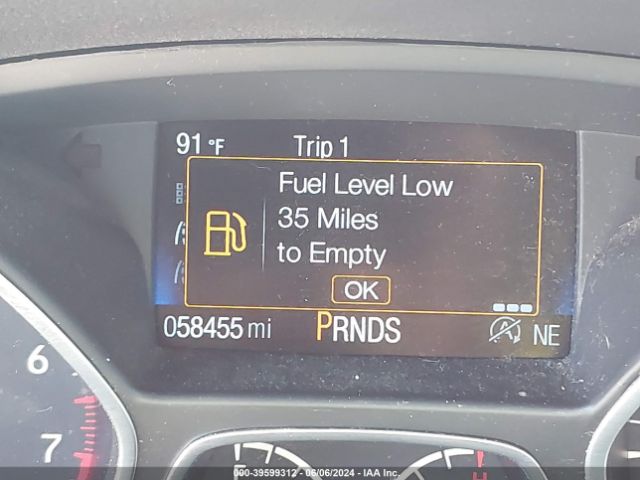 91 °F Trip 1
Fuel Level Low
35 Miles
to Empty
OK
058455 mi PRNDS NE
6
7
H
000-39599312 - 06/06/2024 - IAA Inc.